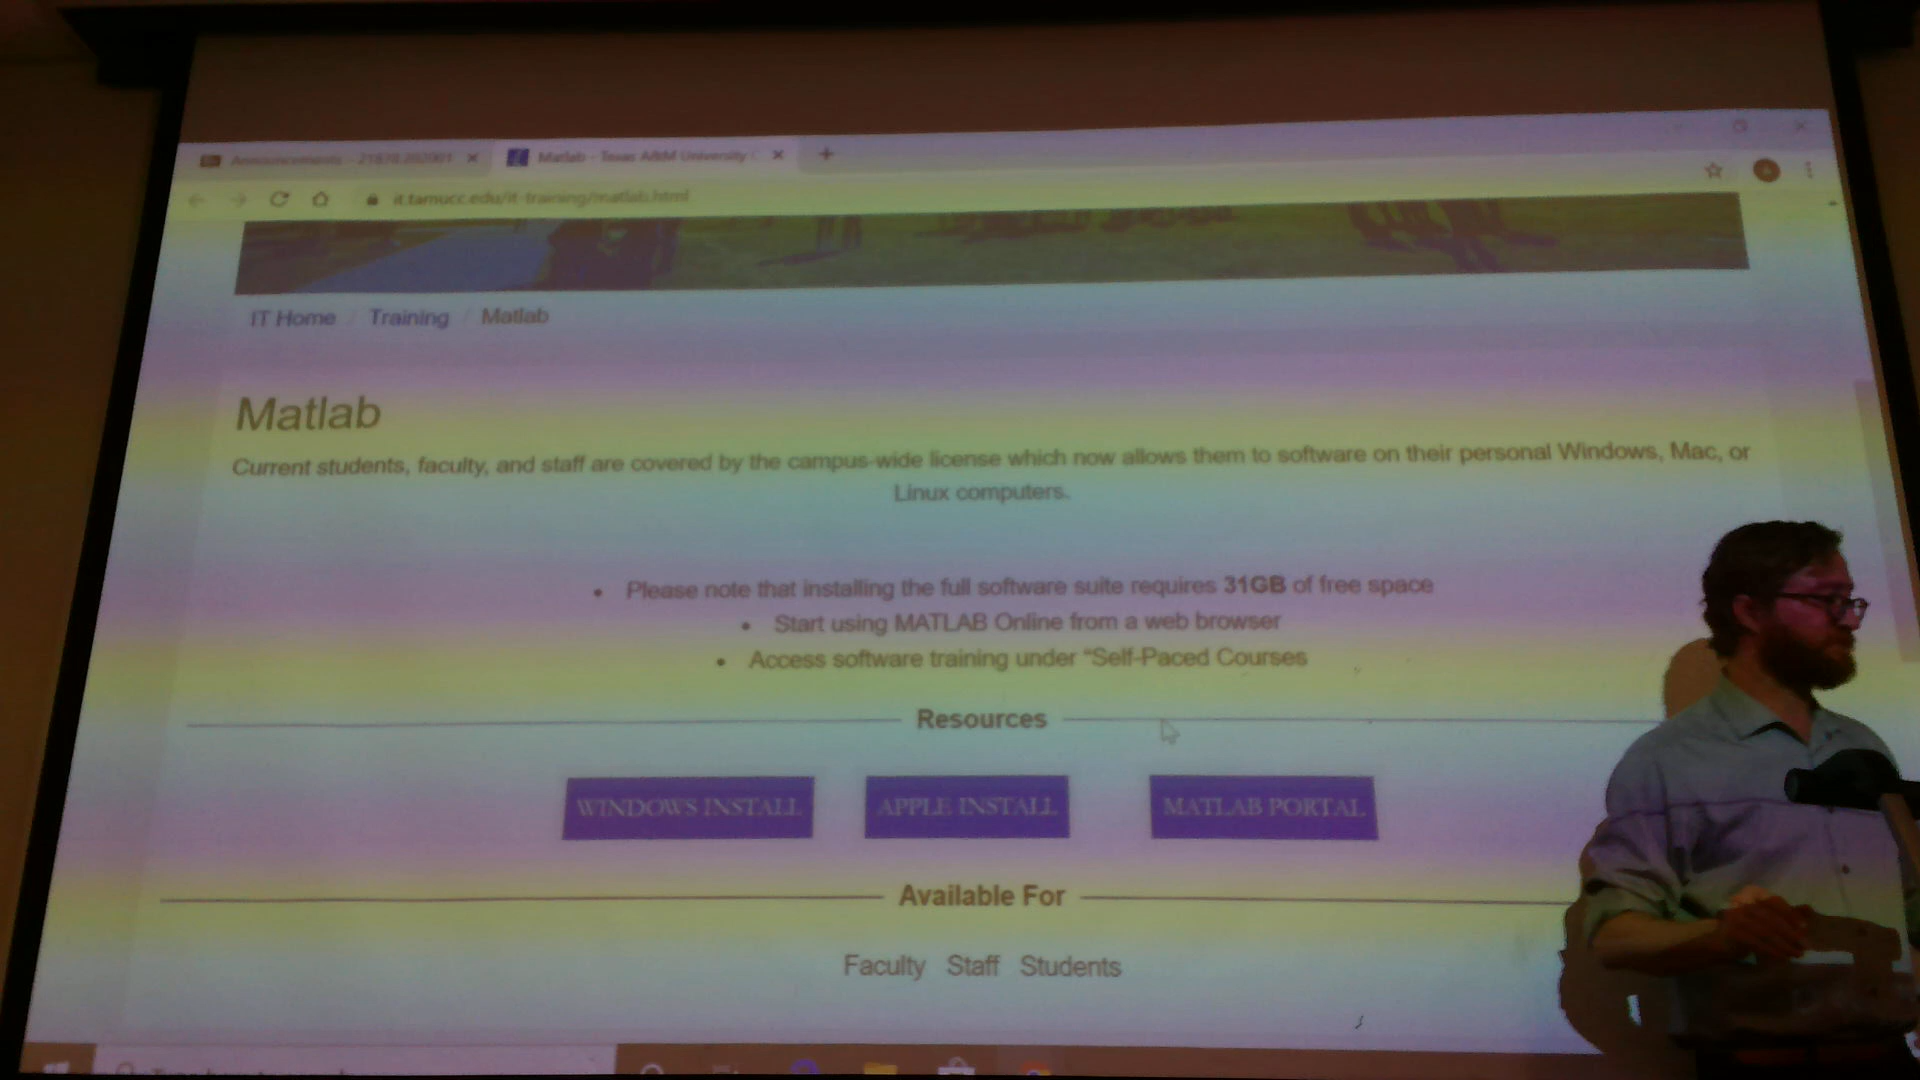 Announcements - 21870.202001
Matlab - Texas A&M University
it.tamucc.edu/it-training/matlab.html
IT Home / Training / Matlab
Matlab
Current students, faculty, and staff are covered by the campus-wide license which now allows them to software on their personal Windows, Mac, or
Linux computers.
• Please note that installing the full software suite requires 31GB of free space
• Start using MATLAB Online from a web browser
• Access software training under “Self-Paced Courses
Resources
WINDOWS INSTALL APPLE INSTALL MATLAB PORTAL
Available For
Faculty Staff Students